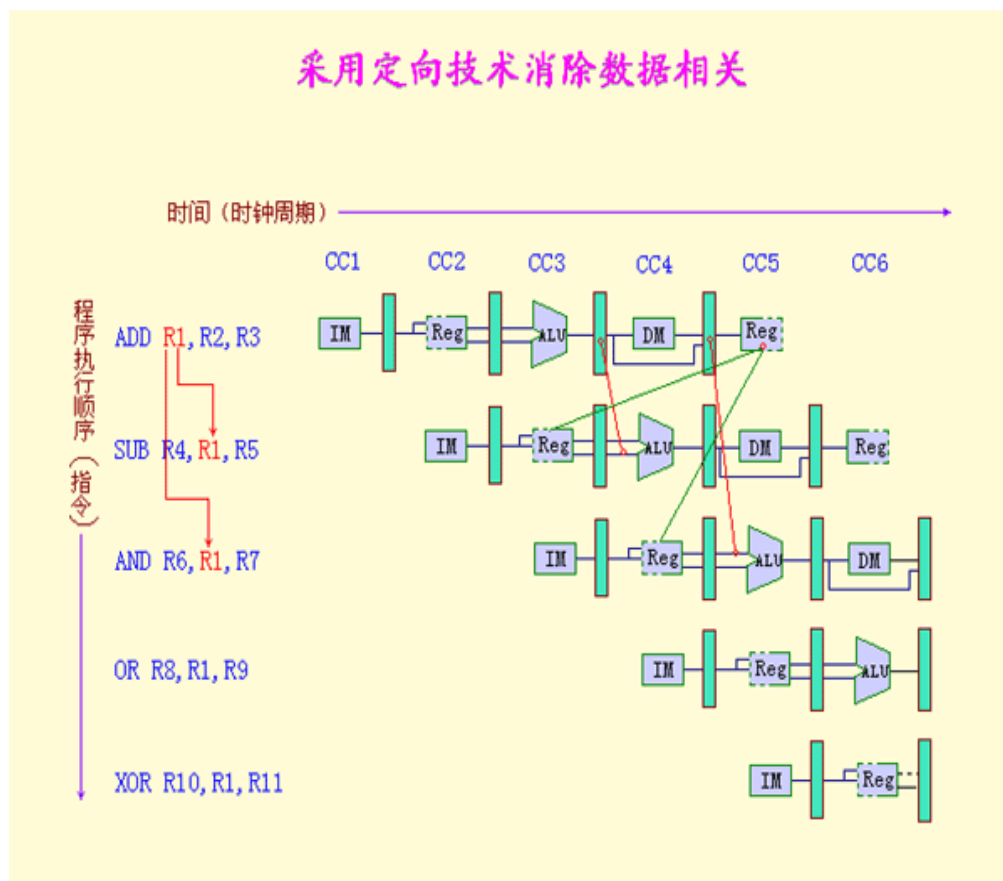 采用定向技术消除数据相关
时间（时钟周期）
CC1 CC2 CC3 CC4 CC5 CC6
程序执行顺序（指令）
ADD R1,R2,R3
IM Reg ALU DM Reg
SUB R4,R1,R5
IM Reg ALU DM Reg
AND R6,R1,R7
IM Reg ALU DM
OR R8,R1,R9
IM Reg ALU
XOR R10,R1,R11
IM Reg